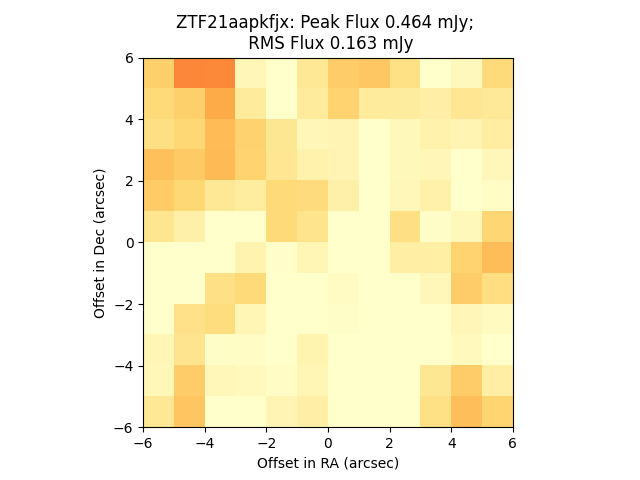 ZTF21aapkfjx: Peak Flux 0.464 mJy;
RMS Flux 0.163 mJy
6
4
2
0
−2
−4
−6
Offset in Dec (arcsec)
−6 −4 −2 0 2 4 6
Offset in RA (arcsec)